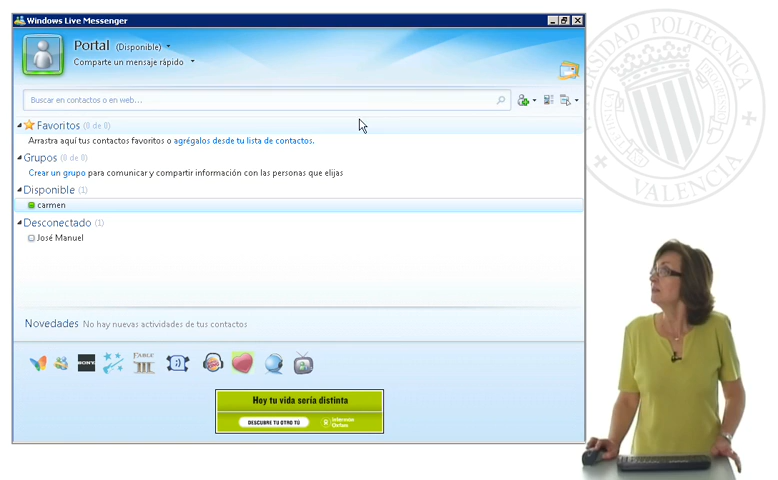 Windows Live Messenger
Portal (Disponible)
Comparte un mensaje rápido
Buscar en contactos o en web...
Favoritos (0 de 0)
Arrastra aquí tus contactos favoritos o agrégalos desde tu lista de contactos.
Grupos (0 de 0)
Crear un grupo para comunicar y compartir información con las personas que elijas
Disponible (1)
carmen
Desconectado (1)
José Manuel
Novedades No hay nuevas actividades de tus contactos
SONY
FABLE III
Hoy tu vida sería distinta
DESCUBRE TU OTRO TÚ
UNIVERSIDAD POLITECNICA
VALENCIA